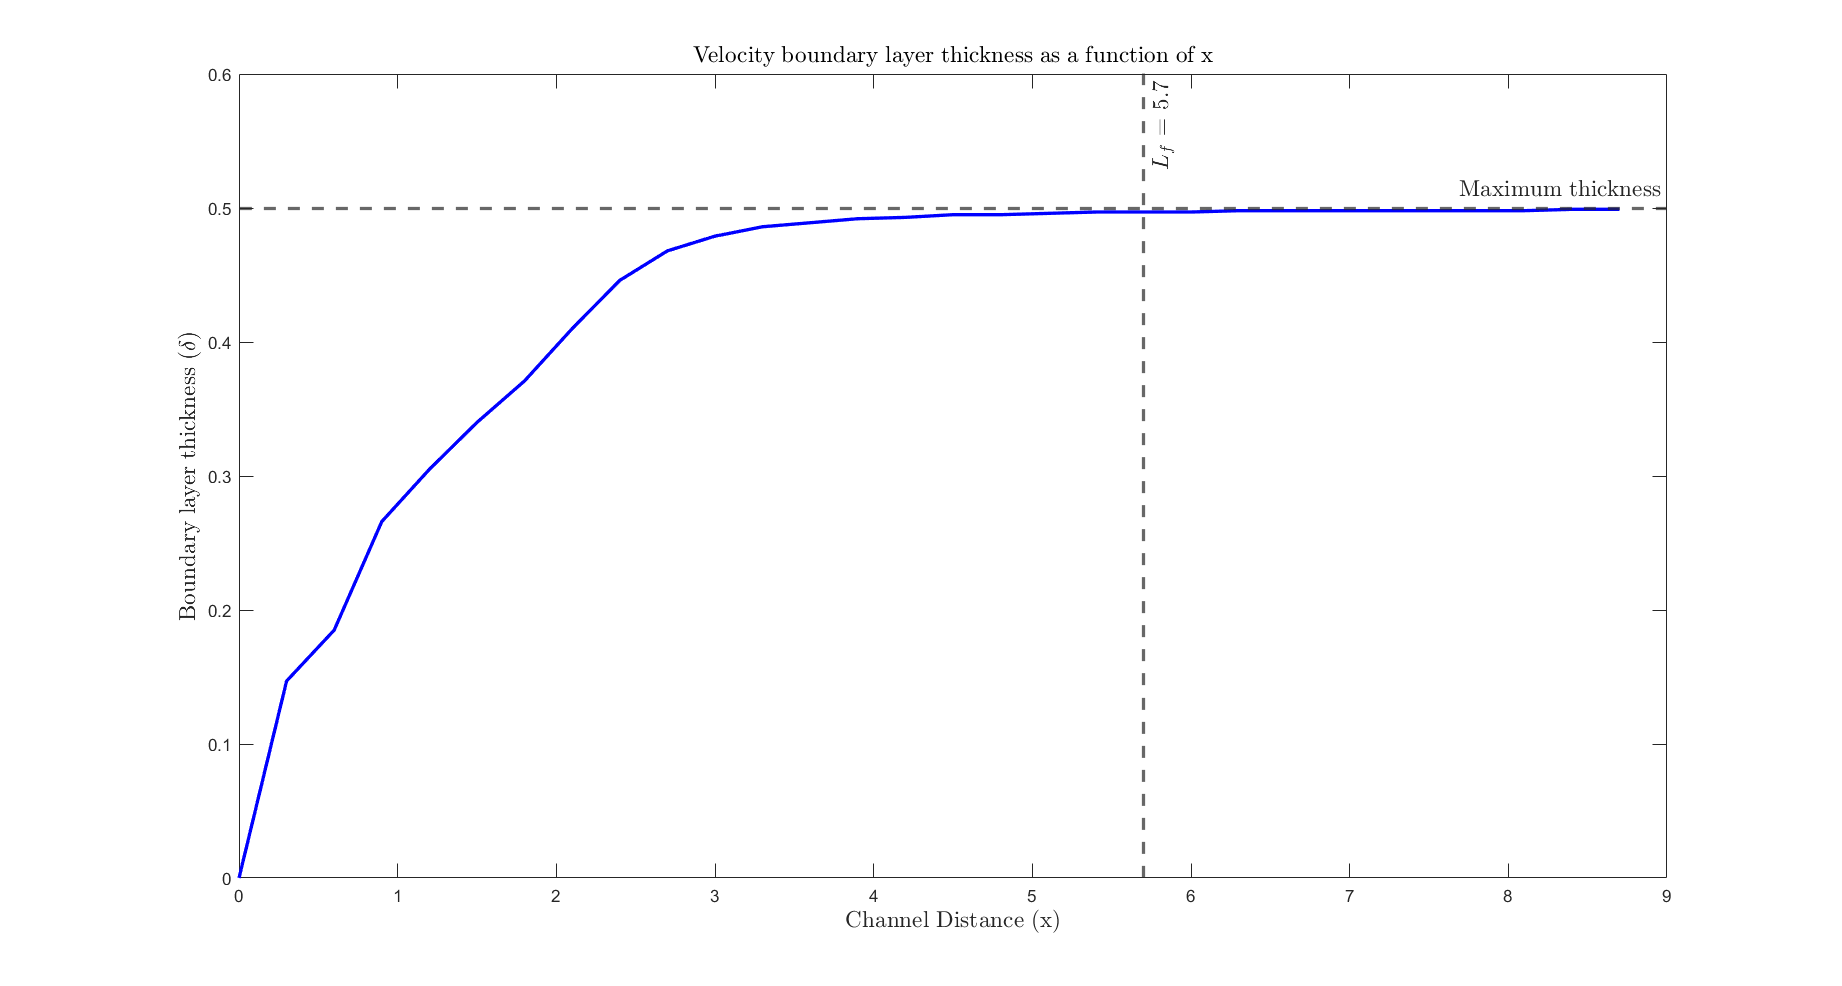 Velocity boundary layer thickness as a function of x
0.6
0.5
0.4
0.3
0.2
0.1
0
Boundary layer thickness (δ)
L_f = 5.7
Maximum thickness
0 1 2 3 4 5 6 7 8 9
Channel Distance (x)